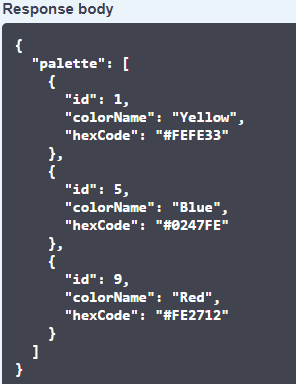 Response body
{
  "palette": [
    {
      "id": 1,
      "colorName": "Yellow",
      "hexCode": "#FEFE33"
    },
    {
      "id": 5,
      "colorName": "Blue",
      "hexCode": "#0247FE"
    },
    {
      "id": 9,
      "colorName": "Red",
      "hexCode": "#FE2712"
    }
  ]
}